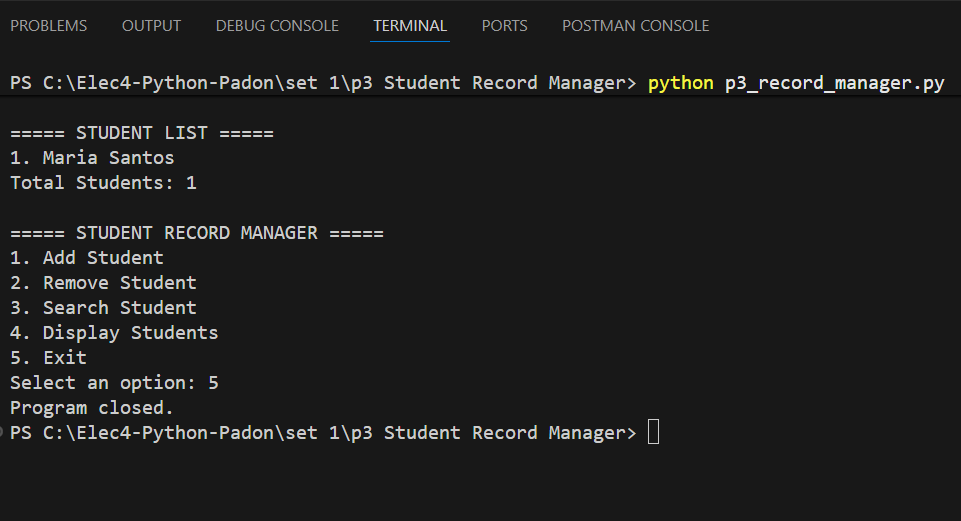 PROBLEMS OUTPUT DEBUG CONSOLE TERMINAL PORTS POSTMAN CONSOLE
PS C:\Elec4-Python-Padon\set 1\p3 Student Record Manager> python p3_record_manager.py
===== STUDENT LIST =====
1. Maria Santos
Total Students: 1
===== STUDENT RECORD MANAGER =====
1. Add Student
2. Remove Student
3. Search Student
4. Display Students
5. Exit
Select an option: 5
Program closed.
PS C:\Elec4-Python-Padon\set 1\p3 Student Record Manager>